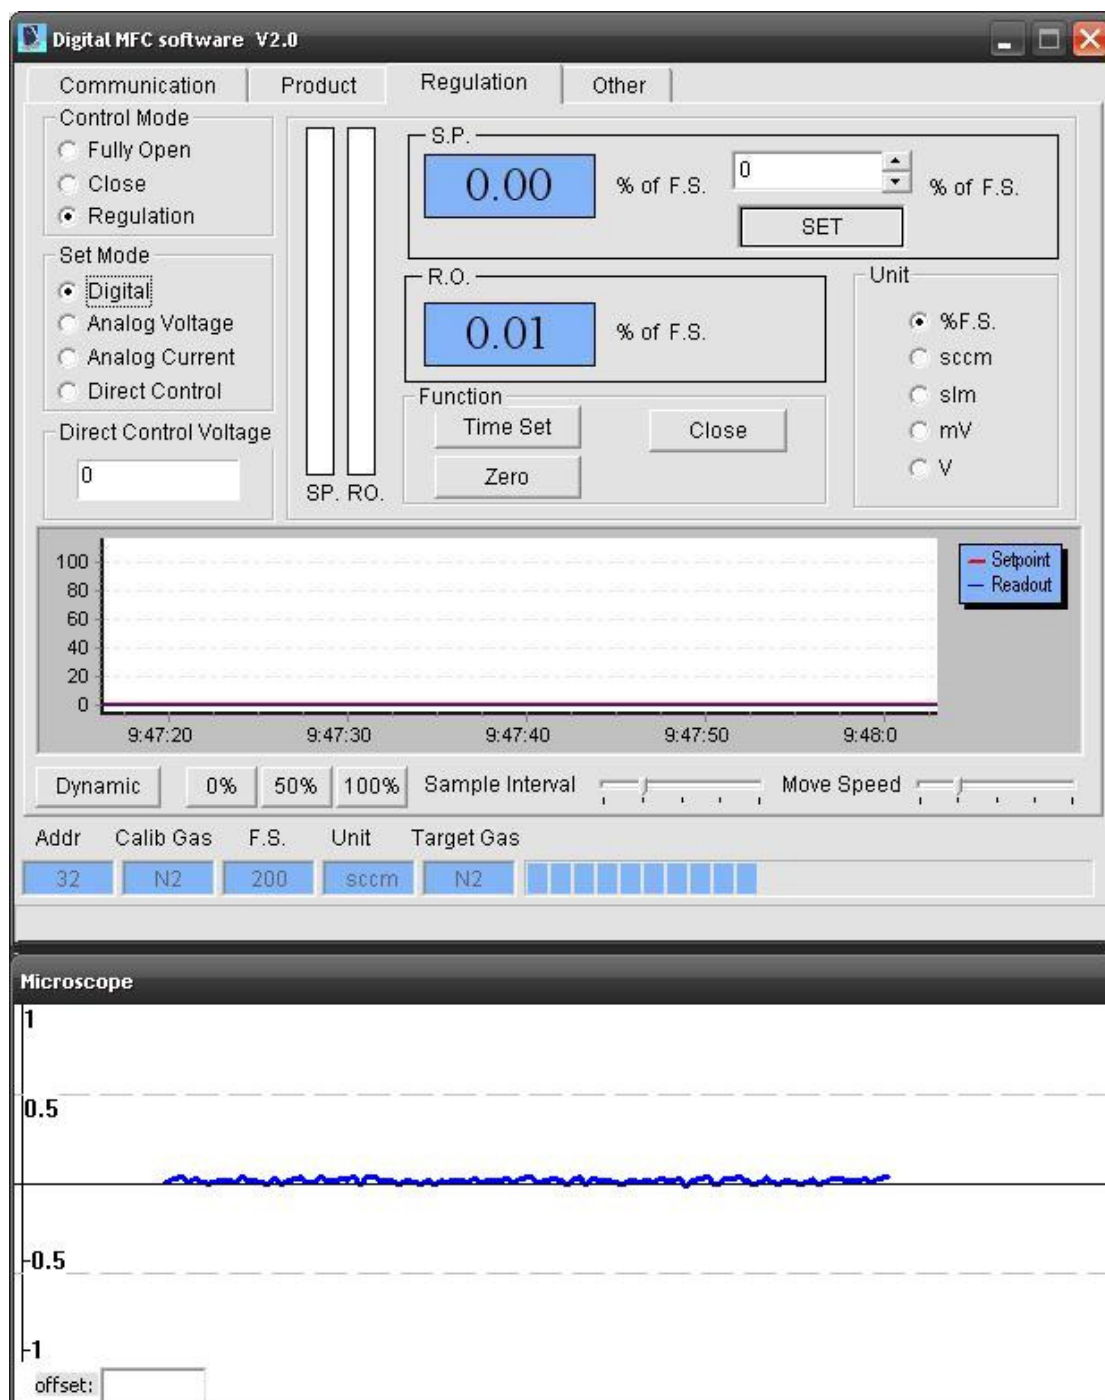 Digital MFC software V2.0
Communication Product Regulation Other
Control Mode
Fully Open
Close
Regulation
Set Mode
Digital
Analog Voltage
Analog Current
Direct Control
Direct Control Voltage
0
SP. RO.
S.P.
0.00 % of F.S. 0 % of F.S.
SET
R.O.
0.01 % of F.S.
Function
Time Set Close
Zero
Unit
%F.S.
sccm
slm
mV
V
100
80
60
40
20
0
9:47:20 9:47:30 9:47:40 9:47:50 9:48:0
Setpoint
Readout
Dynamic 0% 50% 100% Sample Interval Move Speed
Addr Calib Gas F.S. Unit Target Gas
32 N2 200 sccm N2
Microscope
1
0.5
-0.5
-1
offset: